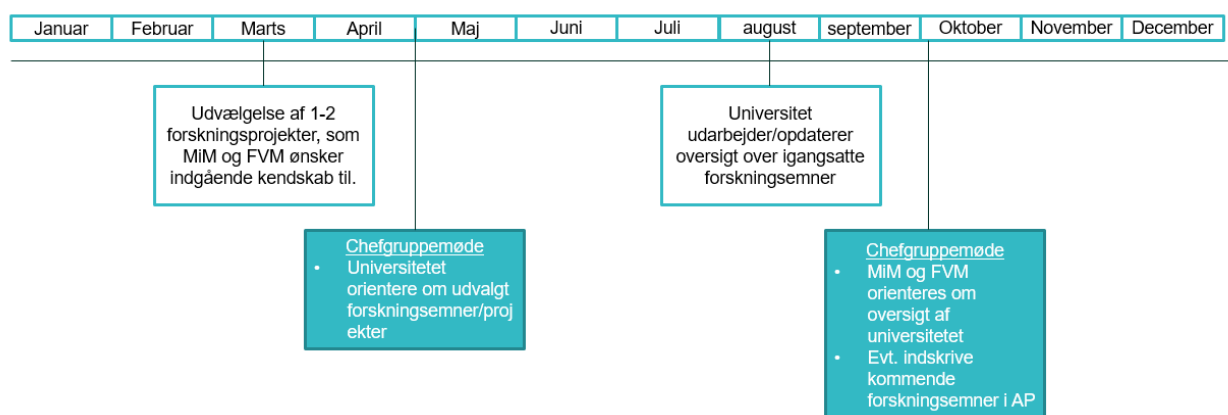 Januar
Februar
Marts
April
Maj
Juni
Juli
august
september
Oktober
November
December
Udvælgelse af 1-2
forskningsprojekter, som
MiM og FVM ønsker
indgående kendskab til.
Universitet
udarbejder/opdaterer
oversigt over igangsatte
forskningsemner
Chefgruppemøde
• Universitetet
orientere om udvalgt
forskningsemner/proj
ekter
Chefgruppemøde
• MiM og FVM
orienteres om
oversigt af
universitetet
• Evt. indskrive
kommende
forskningsemner i AP